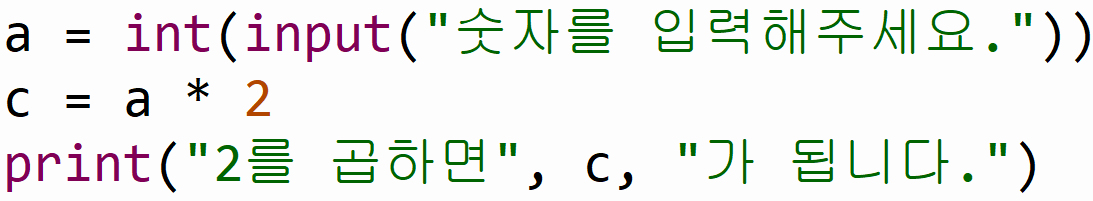 a = int(input("숫자를 입력해주세요."))
c = a * 2
print("2를 곱하면", c, "가 됩니다.")